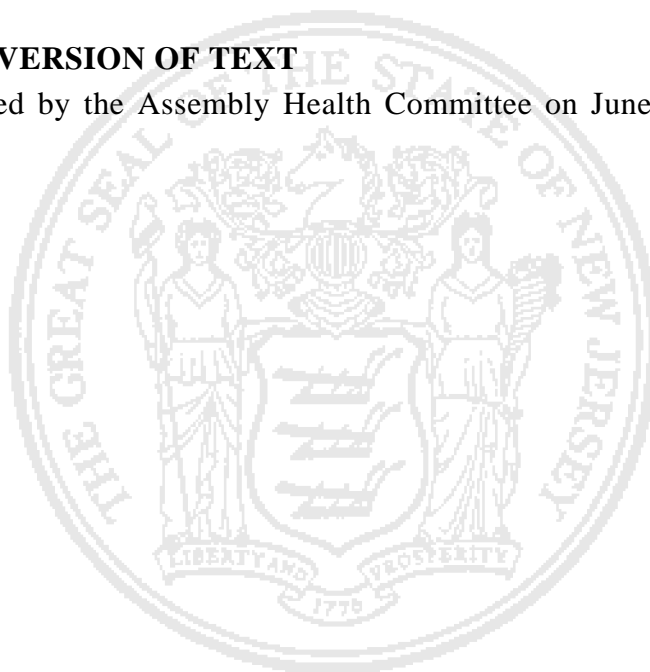 VERSION OF TEXT
ed by the Assembly Health Committee on June
THE GREAT SEAL OF THE STATE OF NEW JERSEY
LIBERTY AND PROSPERITY
1776